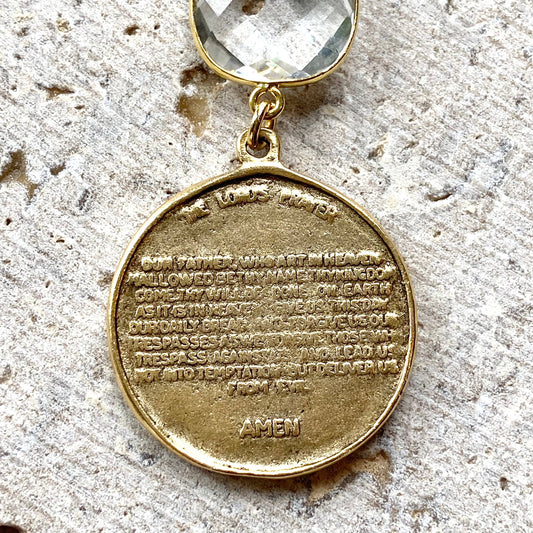 THE LORDS PRAYER
OUR FATHER WHO ART IN HEAVEN
HALLOWED BE THY NAME THY KINGDOM
COME THY WILL BE DONE ON EARTH
AS IT IS IN HEAVEN GIVE US THIS DAY
OUR DAILY BREAD AND FORGIVE US OUR
TRESPASSES AS WE FORGIVE THOSE WHO
TRESPASS AGAINST US AND LEAD US
NOT INTO TEMPTATION BUT DELIVER US
FROM EVIL
AMEN